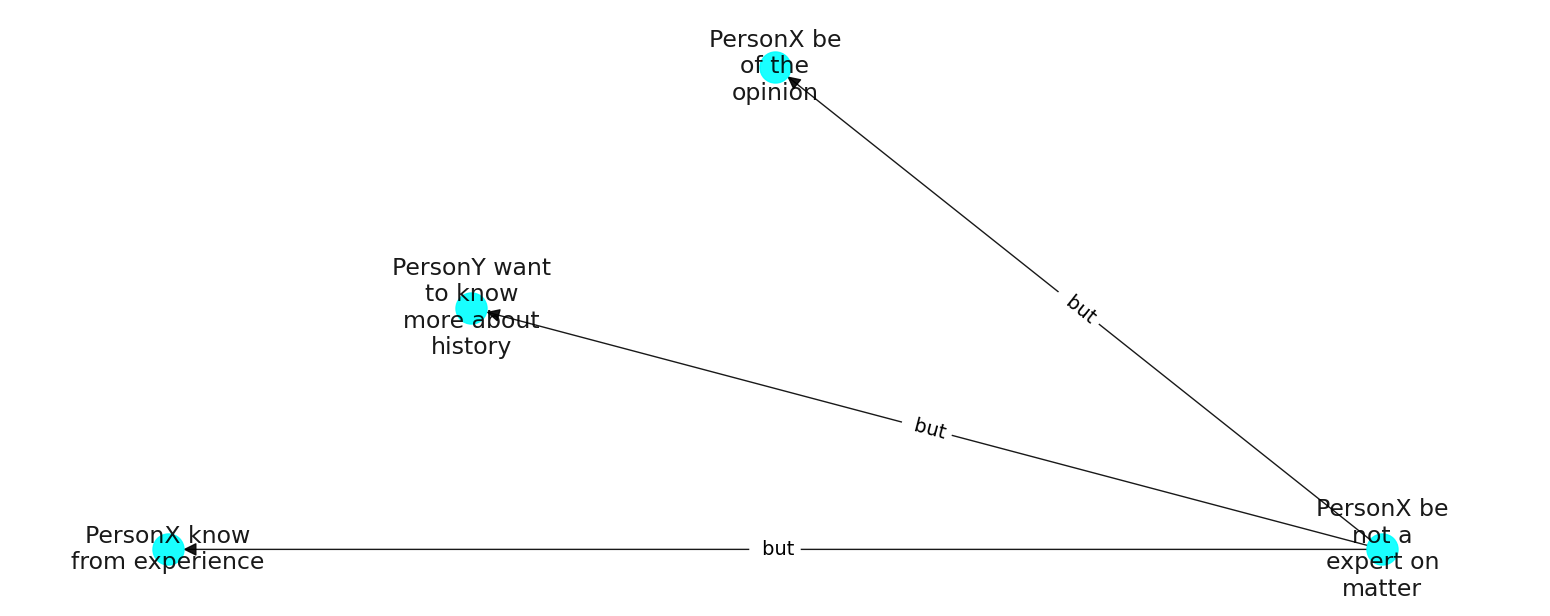 PersonX be
of the
opinion
PersonY want
to know
more about
history
but
but
PersonX be
not a
expert on
matter
PersonX know
from experience
but